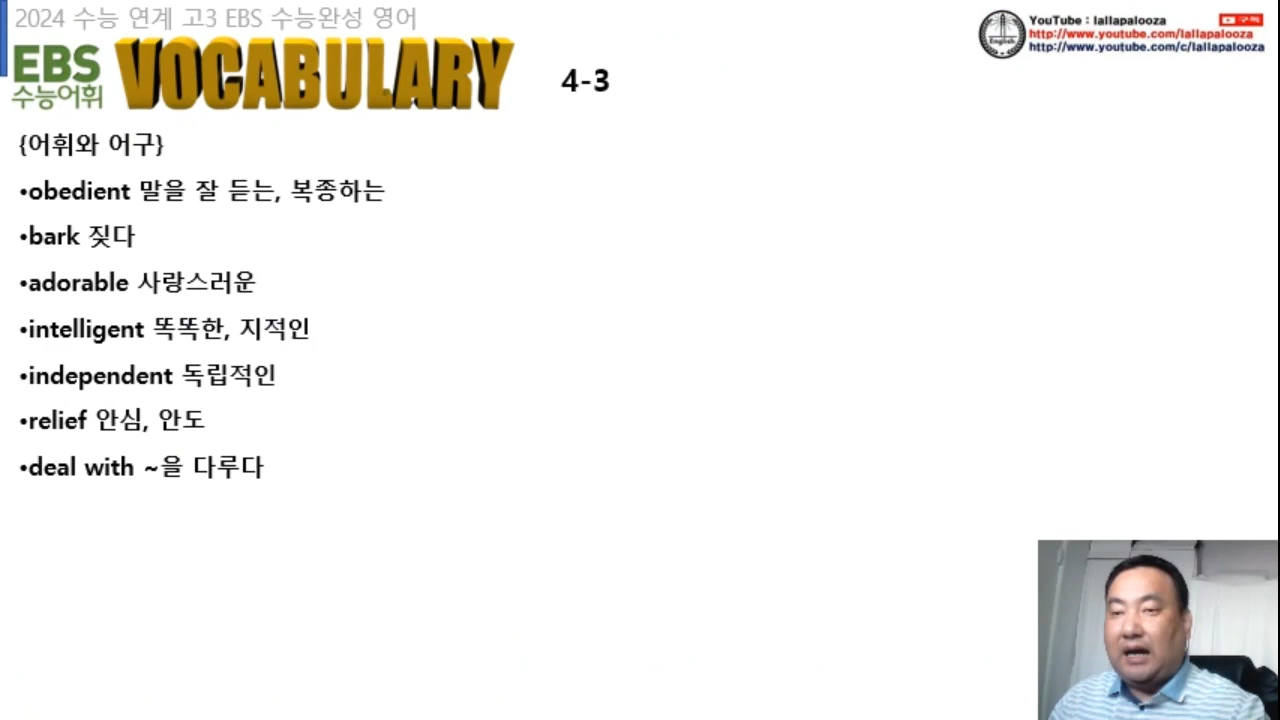 2024 수능 연계 고3 EBS 수능완성 영어
EBS
수능어휘
VOCABULARY
4-3
YouTube : lallapalooza
구독
http://www.youtube.com/lallapalooza
http://www.youtube.com/c/lallapalooza
English
{어휘와 어구}
•obedient 말을 잘 듣는, 복종하는
•bark 짖다
•adorable 사랑스러운
•intelligent 똑똑한, 지적인
•independent 독립적인
•relief 안심, 안도
•deal with ~을 다루다